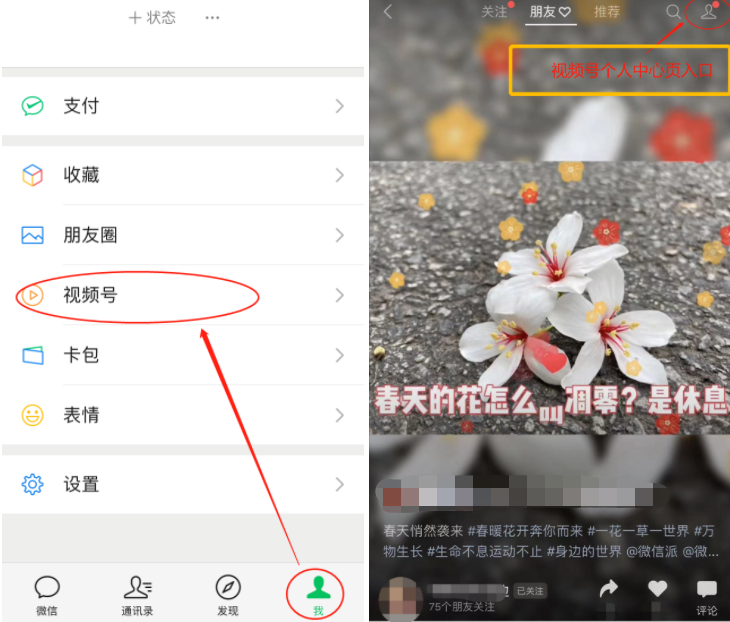 状态
支付
收藏
朋友圈
视频号
卡包
表情
设置
微信
通讯录
发现
我
关注
朋友
推荐
视频号个人中心页入口
春天的花怎么叫凋零？是休息
春天悄然袭来 #春暖花开奔你而来 #一花一草一世界 #万
物生长 #生命不息运动不止 #身边的世界 @微信派 @微...
已关注
75个朋友关注
评论